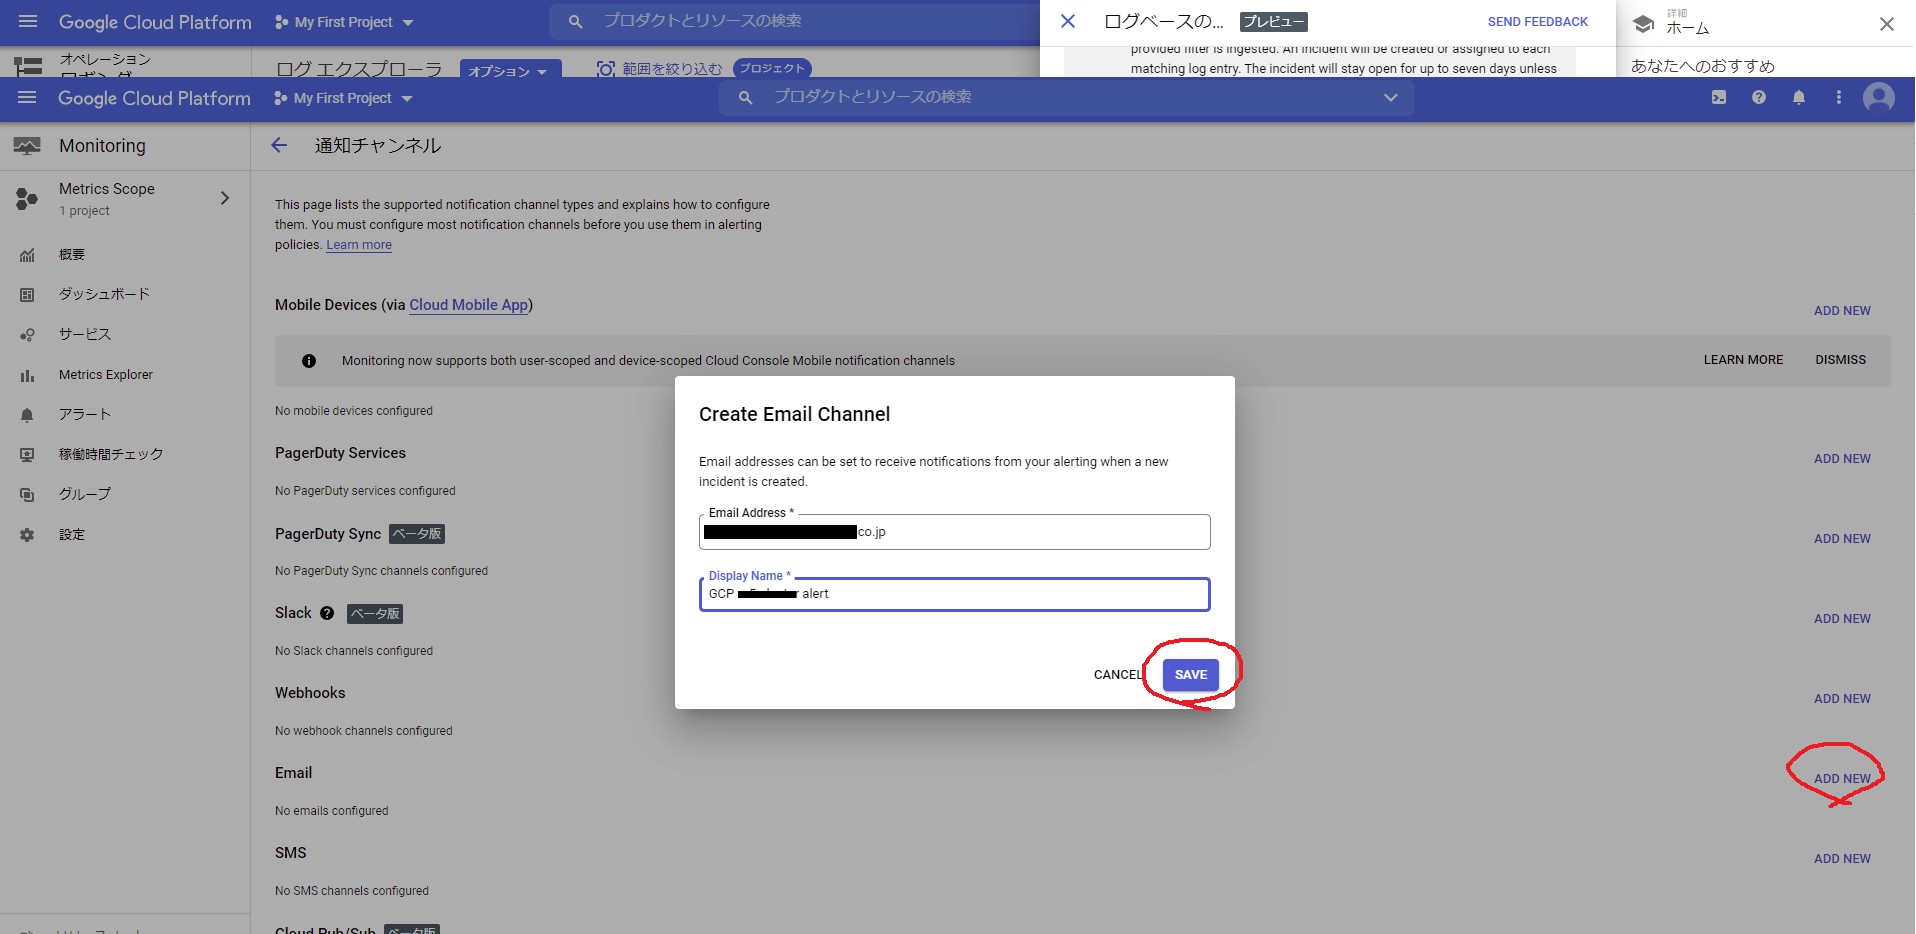 Google Cloud Platform
My First Project
プロダクトとリソースの検索
ログベースの...
プレビュー
SEND FEEDBACK
詳細
ホーム
オペレーション
ログ エクスプローラ
オプション
範囲を絞り込む
プロジェクト
provided filter is ingested. An incident will be created or assigned to each
matching log entry. The incident will stay open for up to seven days unless
あなたへのおすすめ
Google Cloud Platform
My First Project
プロダクトとリソースの検索
Monitoring
通知チャンネル
Metrics Scope
1 project
概要
ダッシュボード
サービス
Metrics Explorer
アラート
稼働時間チェック
グループ
設定
This page lists the supported notification channel types and explains how to configure
them. You must configure most notification channels before you use them in alerting
policies. Learn more
Mobile Devices (via Cloud Mobile App)
ADD NEW
Monitoring now supports both user-scoped and device-scoped Cloud Console Mobile notification channels
LEARN MORE
DISMISS
No mobile devices configured
PagerDuty Services
ADD NEW
No PagerDuty services configured
PagerDuty Sync
ベータ版
ADD NEW
No PagerDuty Sync channels configured
Slack
ベータ版
ADD NEW
No Slack channels configured
Webhooks
ADD NEW
No webhook channels configured
Email
ADD NEW
No emails configured
SMS
ADD NEW
No SMS channels configured
Cloud Pub/Sub
ベータ版
Create Email Channel
Email addresses can be set to receive notifications from your alerting when a new
incident is created.
Email Address *
co.jp
Display Name *
GCP alert
CANCEL
SAVE